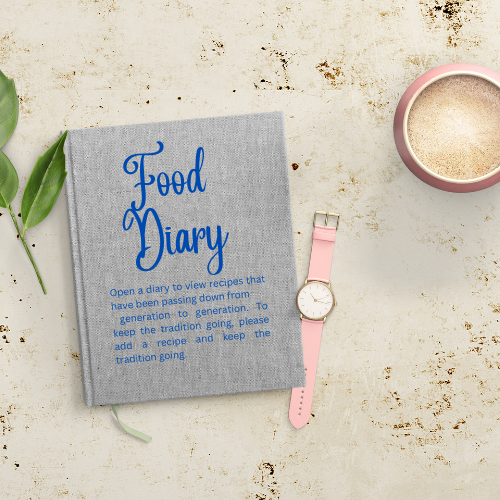 Food
Diary
Open a diary to view recipes that
have been passing down from
generation to generation. To
keep the tradition going, please
add a recipe and keep the
tradition going.